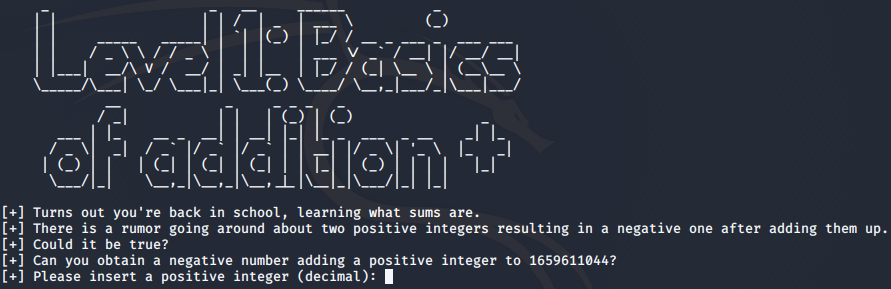 Level 1: Basics
of addition +
[+] Turns out you're back in school, learning what sums are.
[+] There is a rumor going around about two positive integers resulting in a negative one after adding them up.
[+] Could it be true?
[+] Can you obtain a negative number adding a positive integer to 1659611044?
[+] Please insert a positive integer (decimal):